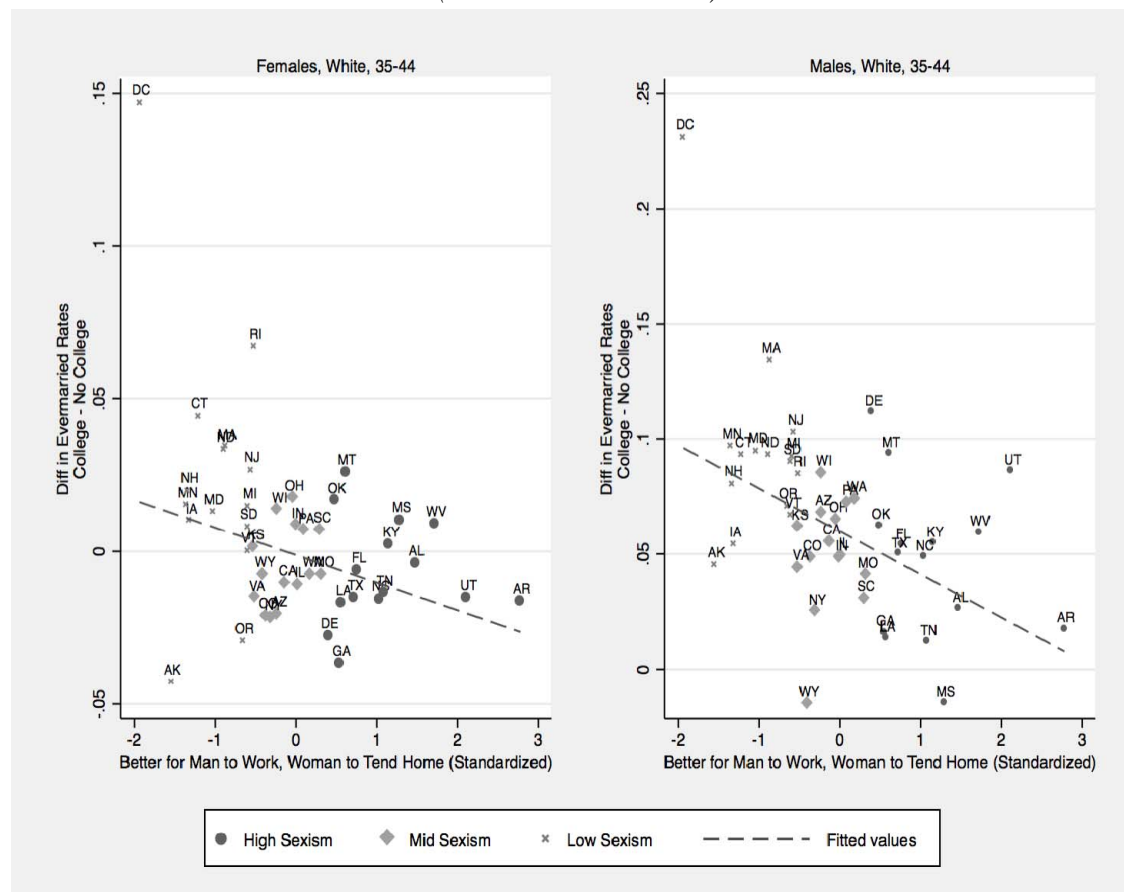 Females, White, 35-44
Diff in Evermarried Rates
College - No College
.15
.1
.05
0
-.05
DC
RI
CT
MA
NJ
NH
MN
IA
MD
MI
SD
WI
OH
IN
PA
SC
MT
OK
MS
WV
KY
AL
KS
WY
VA
CA
IL
MO
FL
TX
TN
LA
UT
AR
AZ
DE
GA
OR
AK
-2 -1 0 1 2 3
Better for Man to Work, Woman to Tend Home (Standardized)
Males, White, 35-44
Diff in Evermarried Rates
College - No College
.25
.2
.15
.1
.05
0
DC
MA
DE
NJ
MN
CT
MD
ND
MI
SD
RI
WI
MT
UT
NH
OR
VT
KS
AZ
OH
WA
OK
WV
IA
AK
VA
CO
CA
FL
TX
NC
KY
MO
SC
NY
AL
AR
GA
LA
TN
WY
MS
-2 -1 0 1 2 3
Better for Man to Work, Woman to Tend Home (Standardized)
High Sexism Mid Sexism Low Sexism Fitted values